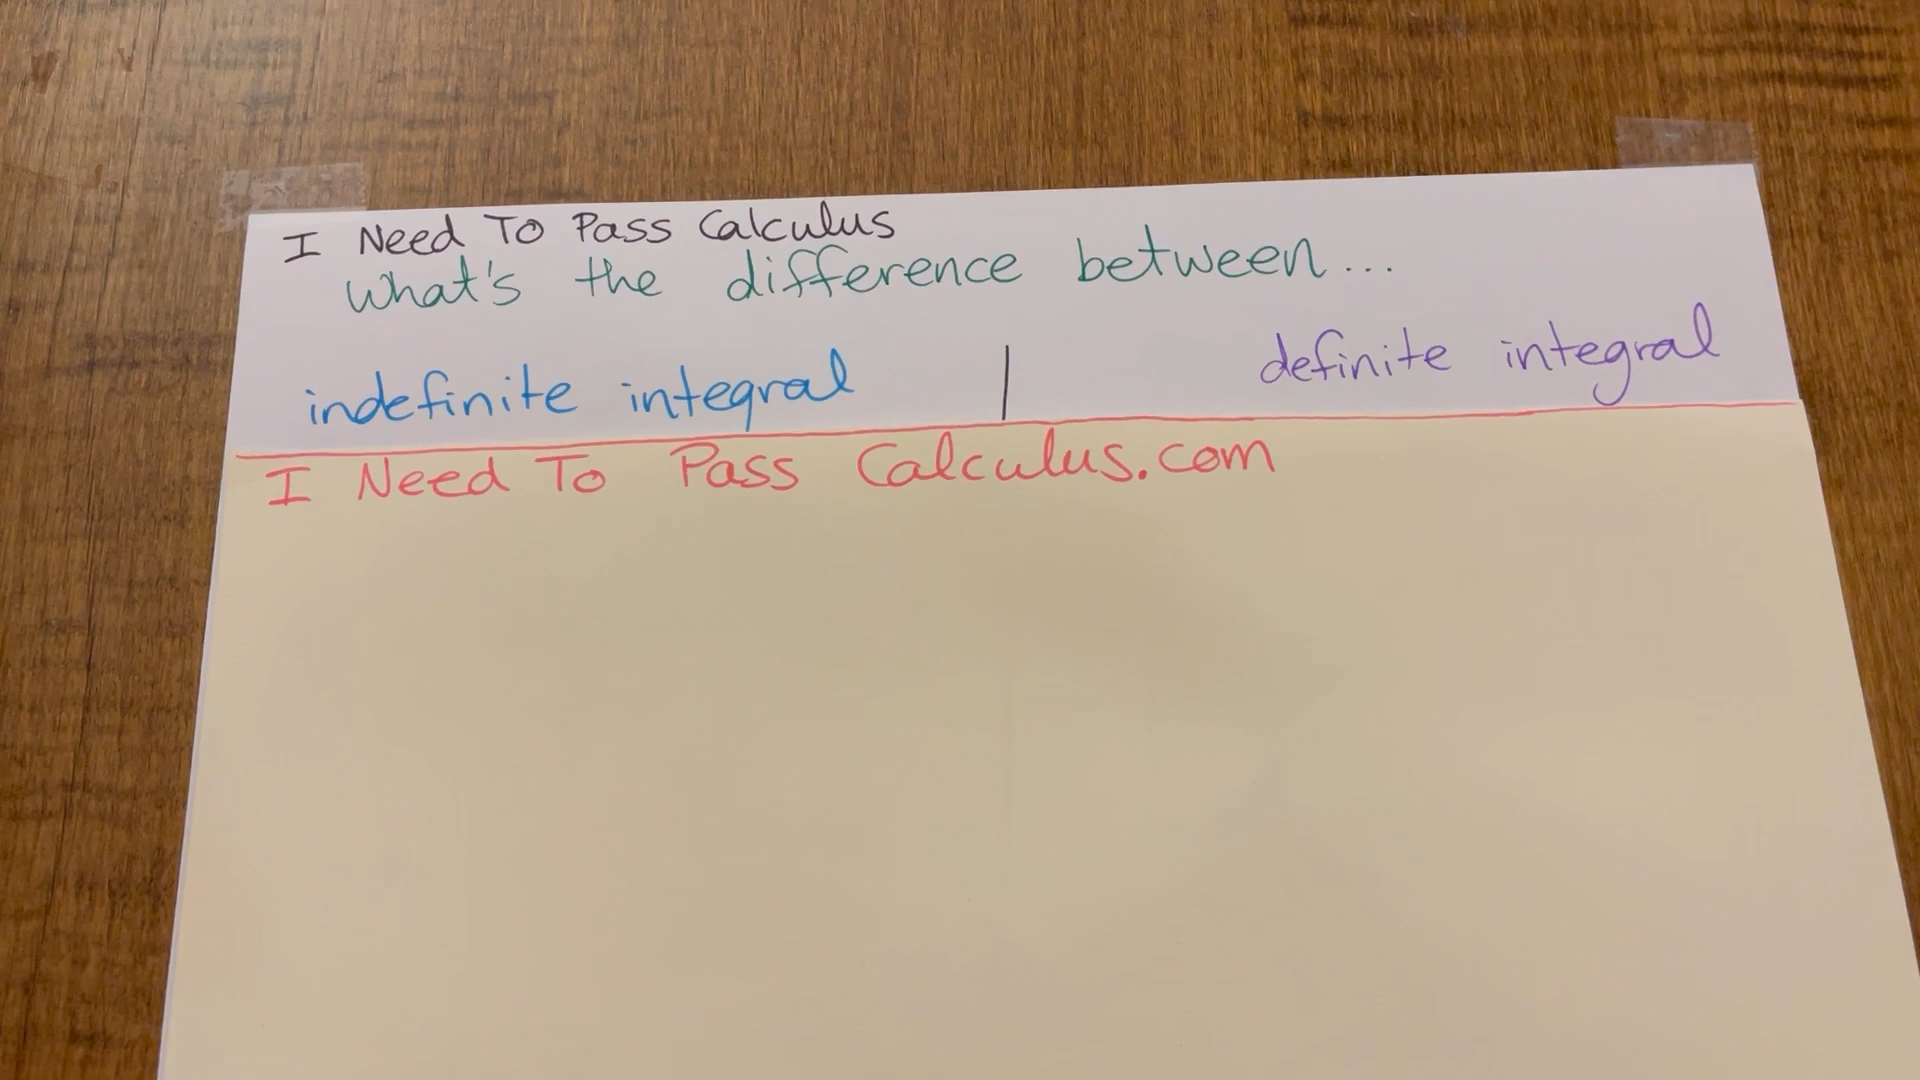 I Need To Pass Calculus
What's the difference between...
indefinite integral | definite integral
I Need To Pass Calculus.com